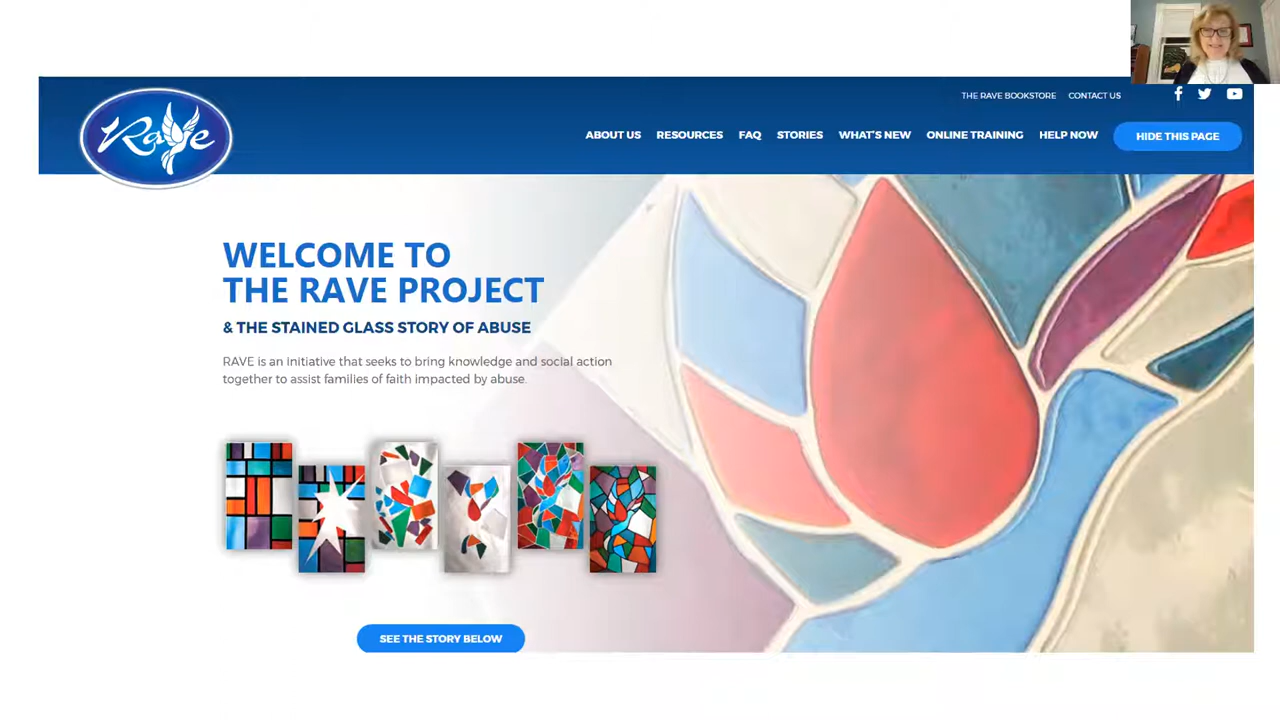 THE RAVE BOOKSTORE CONTACT US
Rave
ABOUT US RESOURCES FAQ STORIES WHAT'S NEW ONLINE TRAINING HELP NOW HIDE THIS PAGE
WELCOME TO
THE RAVE PROJECT
& THE STAINED GLASS STORY OF ABUSE
RAVE is an initiative that seeks to bring knowledge and social action
together to assist families of faith impacted by abuse.
SEE THE STORY BELOW